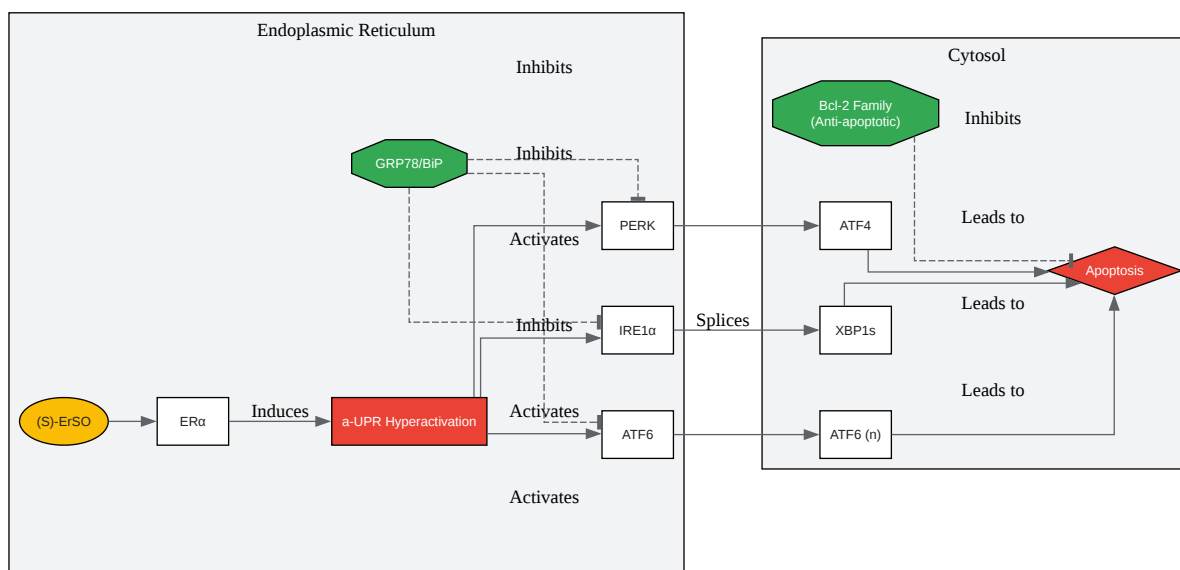 Endoplasmic Reticulum
Inhibits
Inhibits
GRP78/BiP
PERK
Activates
Inhibits
IRE1α
Splices
(S)-ErSO
ERα
Induces
a-UPR Hyperactivation
Activates
ATF6
Activates
Cytosol
Bcl-2 Family
(Anti-apoptotic)
Inhibits
ATF4
Leads to
Apoptosis
XBP1s
Leads to
Leads to
ATF6 (n)